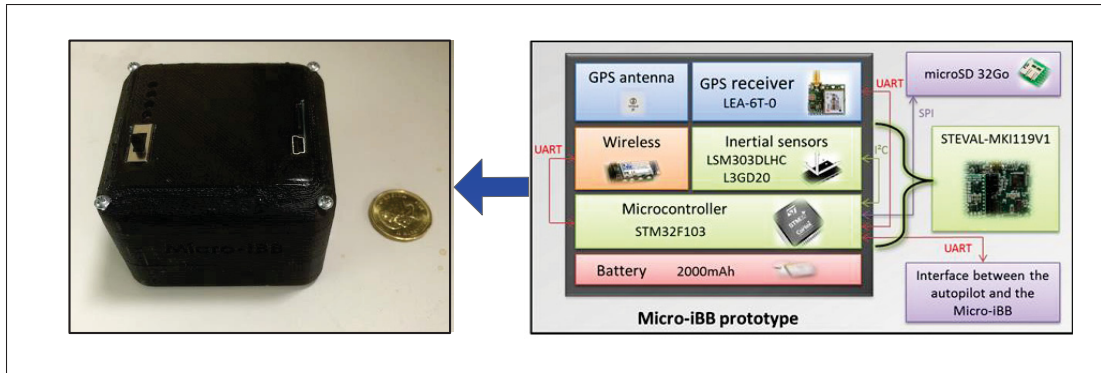 Micro-iBB
GPS antenna
GPS receiver
LEA-6T-0
UART
microSD 32Go
SPI
Wireless
UART
Inertial sensors
LSM303DLHC
L3GD20
I²C
STEVAL-MKI119V1
Microcontroller
STM32F103
UART
Battery 2000mAh
Interface between the
autopilot and the
Micro-iBB
Micro-iBB prototype